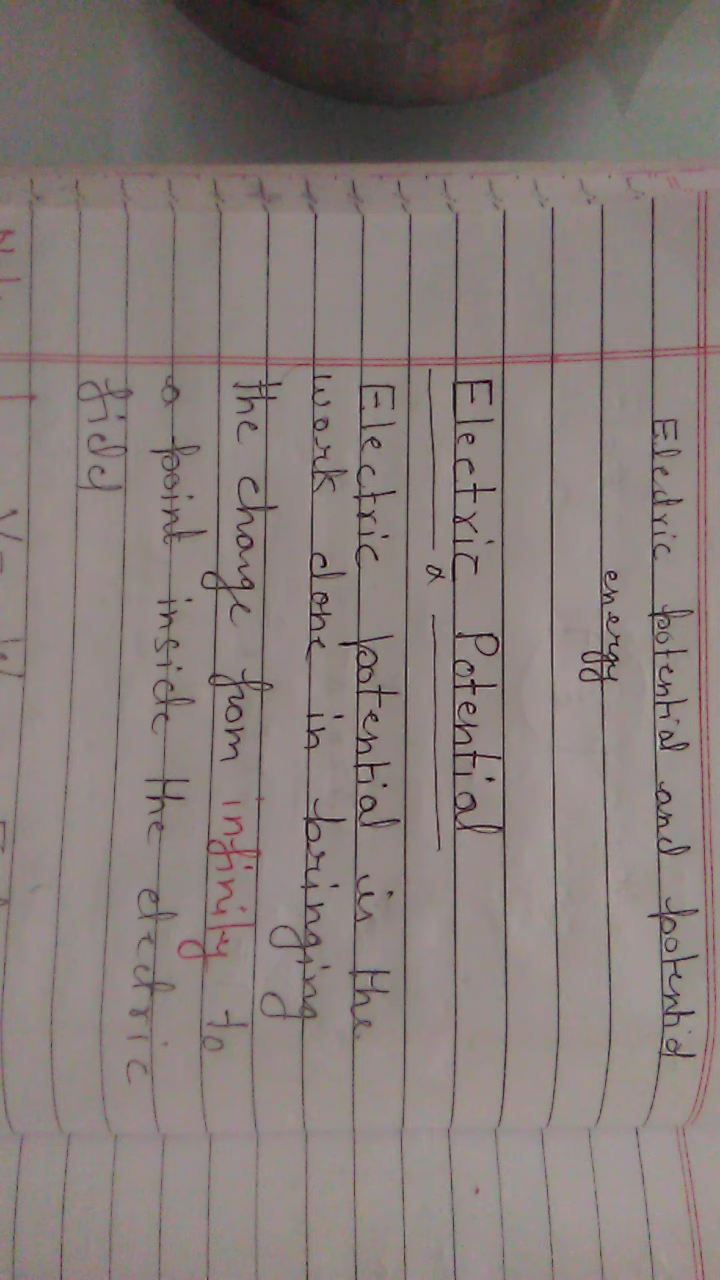 Electric potential and potential
energy
Electric Potential
Electric potential is the
work done in bringing
the charge from infinity to
a point inside the electric
field